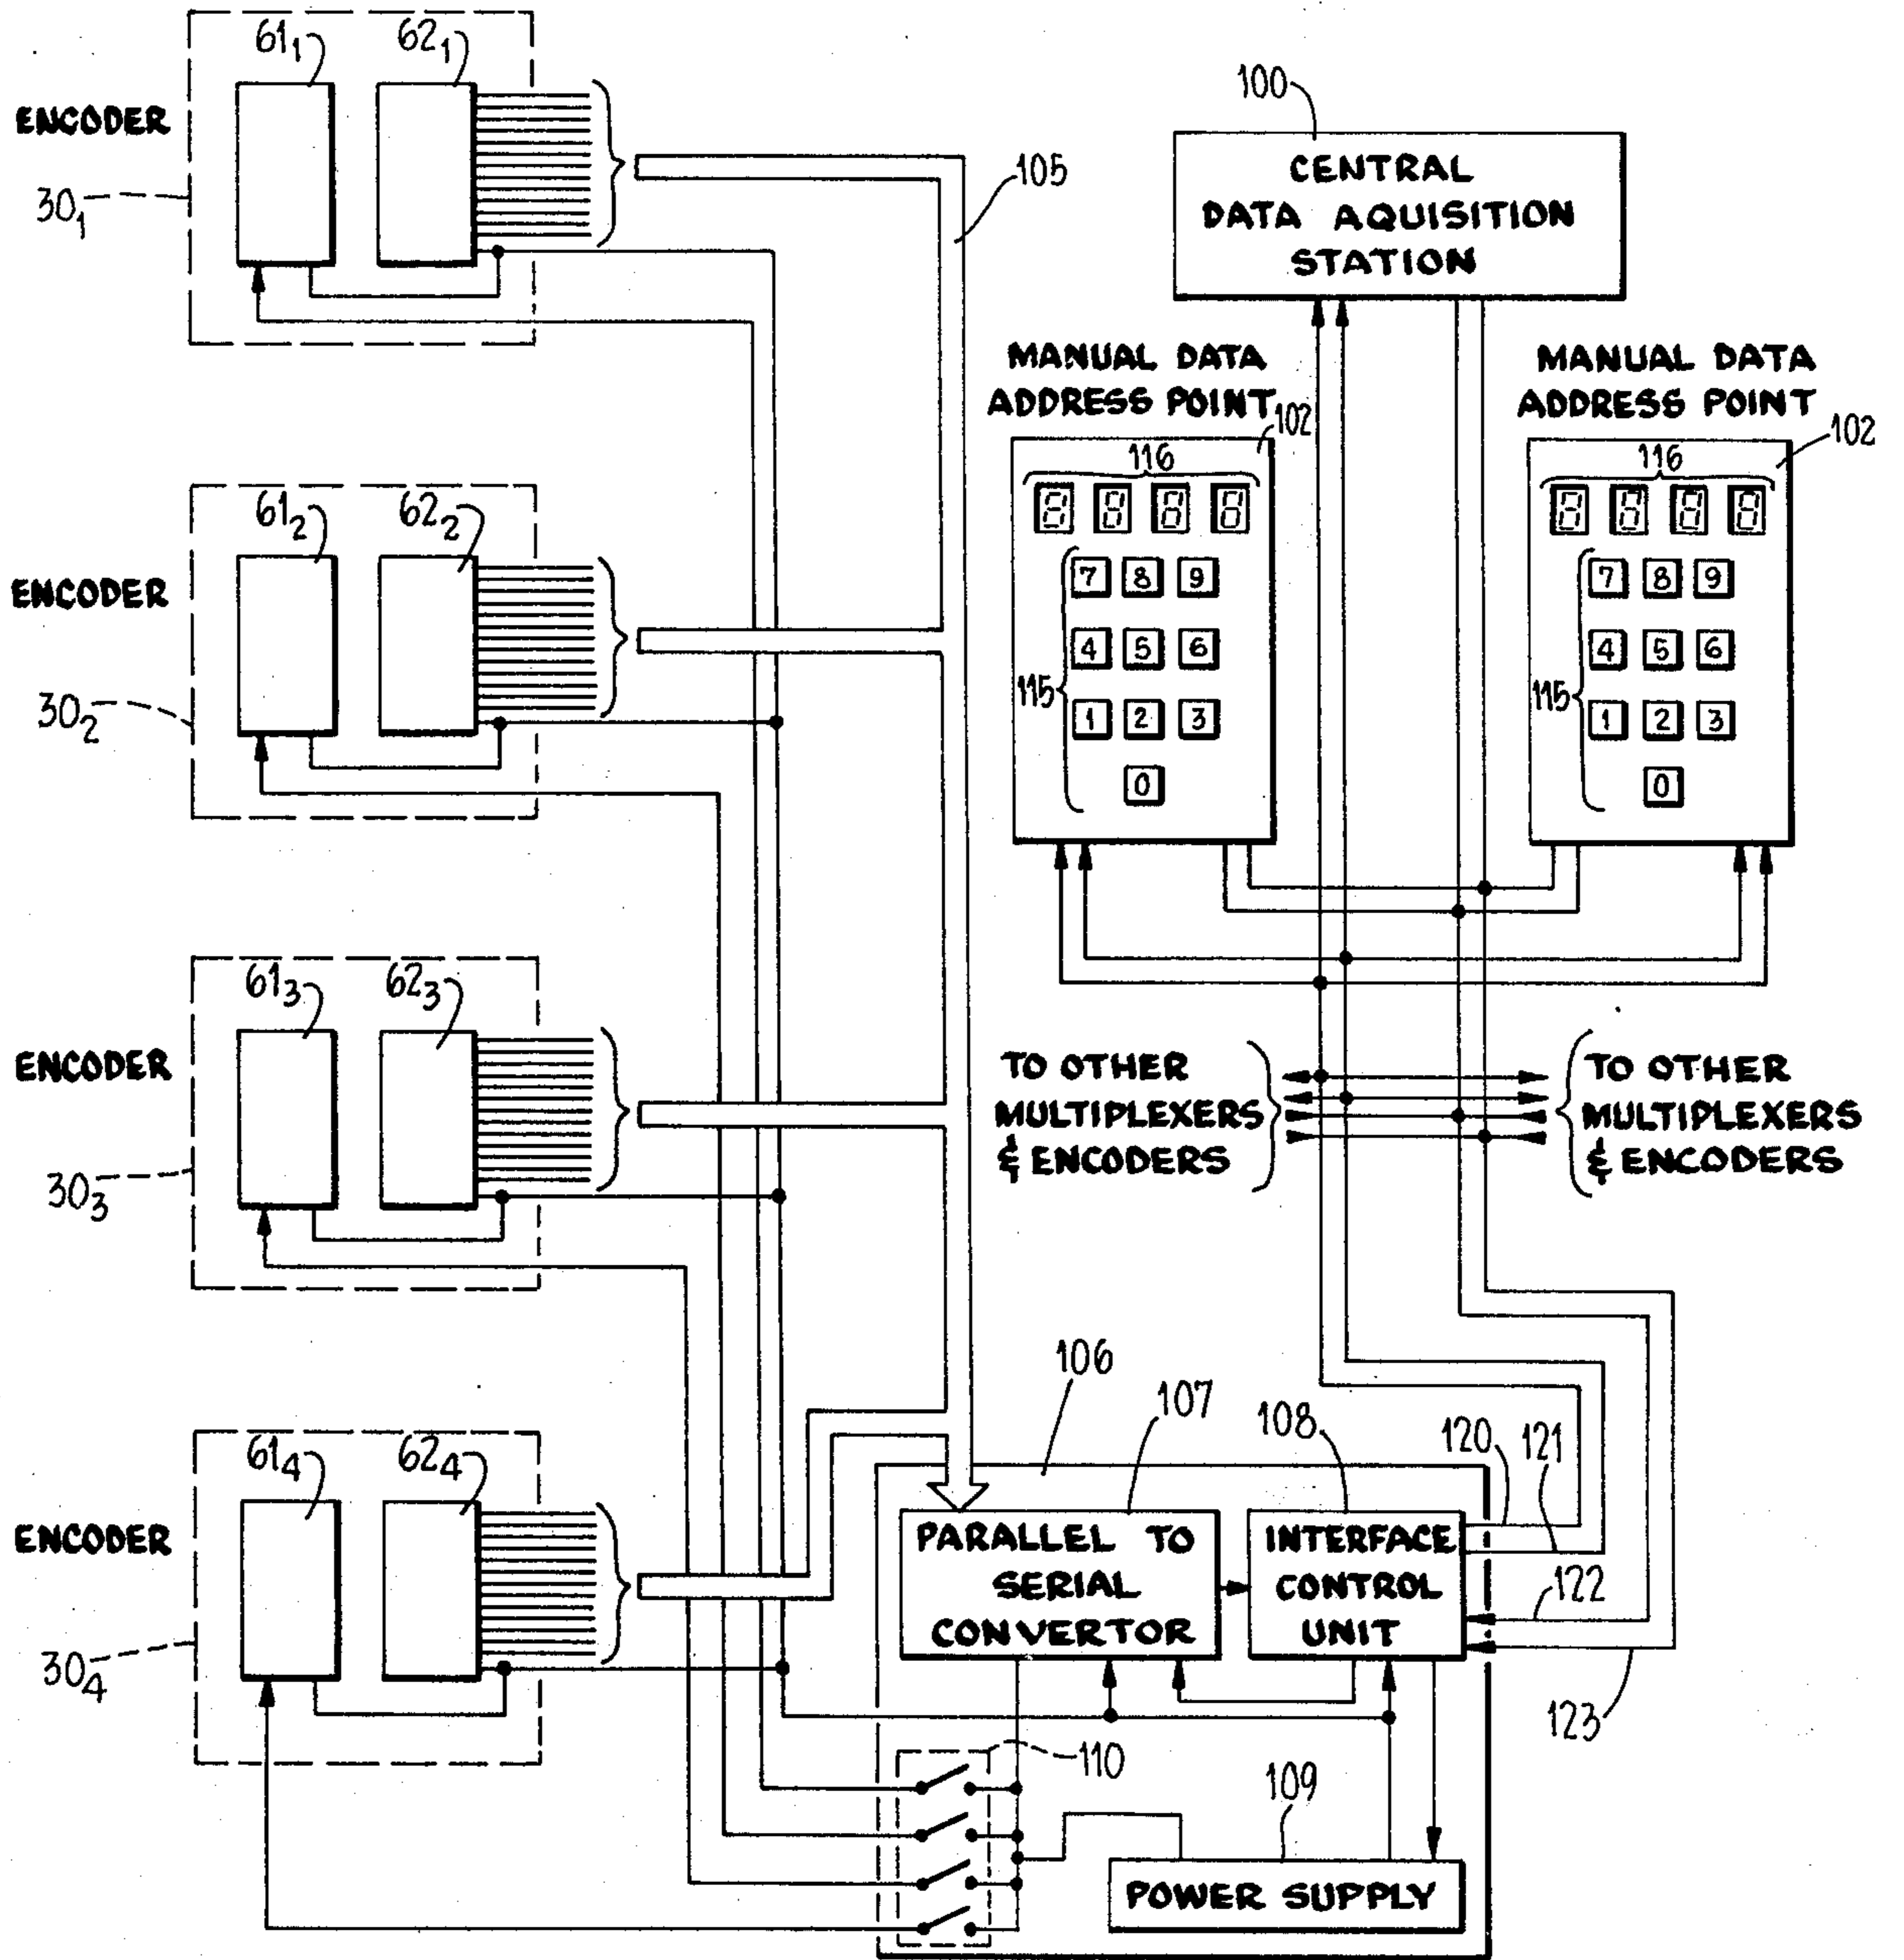 61₁
62₁
ENCODER
30₁
105
100
CENTRAL
DATA AQUISITION
STATION
MANUAL DATA
ADDRESS POINT
102
116
7 8 9
4 5 6
115
1 2 3
0
MANUAL DATA
ADDRESS POINT
102
116
7 8 9
4 5 6
115
1 2 3
0
61₂
62₂
ENCODER
30₂
61₃
62₃
ENCODER
30₃
TO OTHER
MULTIPLEXERS
& ENCODERS
TO OTHER
MULTIPLEXERS
& ENCODERS
61₄
62₄
ENCODER
30₄
106
107
108
120
121
122
123
PARALLEL TO
SERIAL
CONVERTOR
INTERFACE
CONTROL
UNIT
110
109
POWER SUPPLY